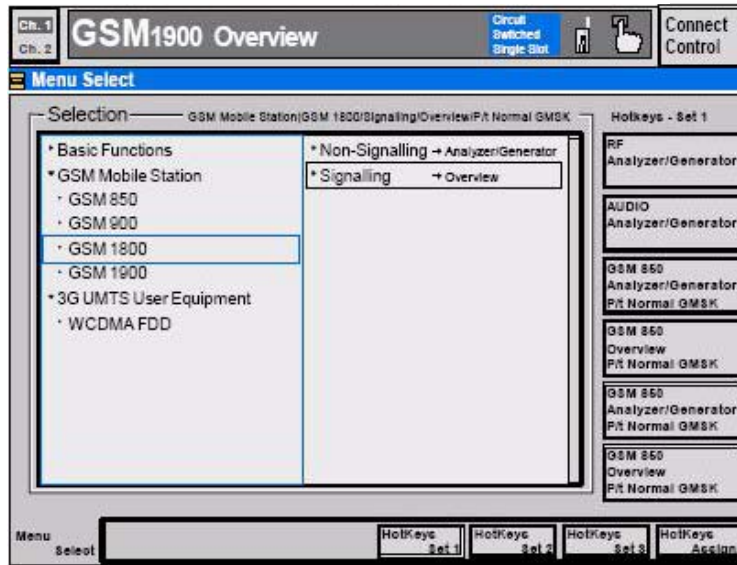 Ch. 1
Ch. 2
GSM1900 Overview
Circuit
Switched
Single Slot
Connect
Control
Menu Select
Selection
GSM Mobile Station|GSM 1800/Signaling/Overview/P/t Normal GMSK
Hotkeys - Set 1
Basic Functions
GSM Mobile Station
GSM 850
GSM 900
GSM 1800
GSM 1900
3G UMTS User Equipment
WCDMA FDD
Non-Signalling → Analyzer/Generator
Signalling → Overview
RF
Analyzer/Generator
AUDIO
Analyzer/Generator
GSM 850
Analyzer/Generator
P/t Normal GMSK
GSM 850
Overview
P/t Normal GMSK
GSM 850
Analyzer/Generator
P/t Normal GMSK
GSM 850
Overview
P/t Normal GMSK
Menu
Select
HotKeys
Set 1
HotKeys
Set 2
HotKeys
Set 3
HotKeys
Assign